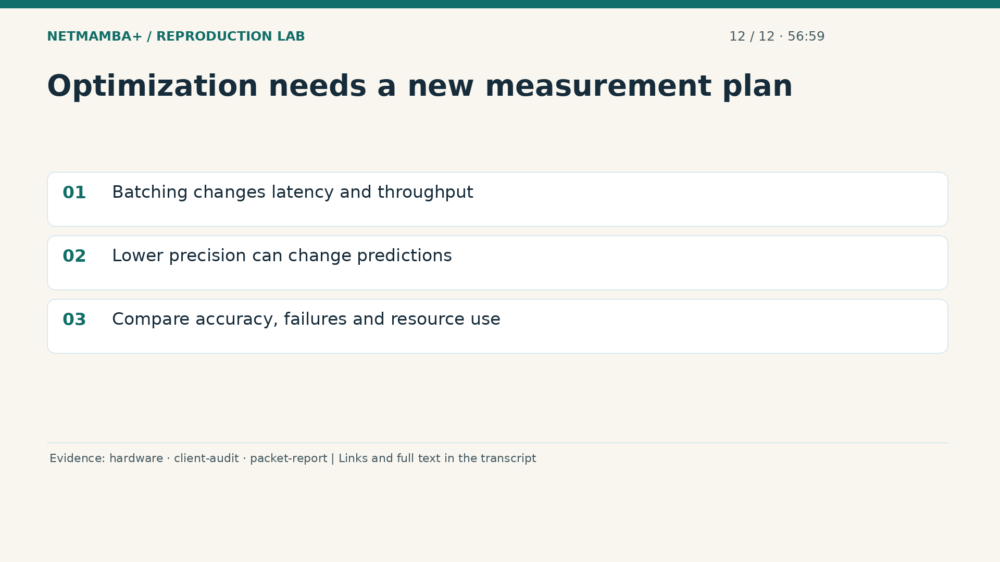 NETMAMBA+ / REPRODUCTION LAB
12 / 12 · 56:59
Optimization needs a new measurement plan
01 Batching changes latency and throughput
02 Lower precision can change predictions
03 Compare accuracy, failures and resource use
Evidence: hardware · client-audit · packet-report | Links and full text in the transcript